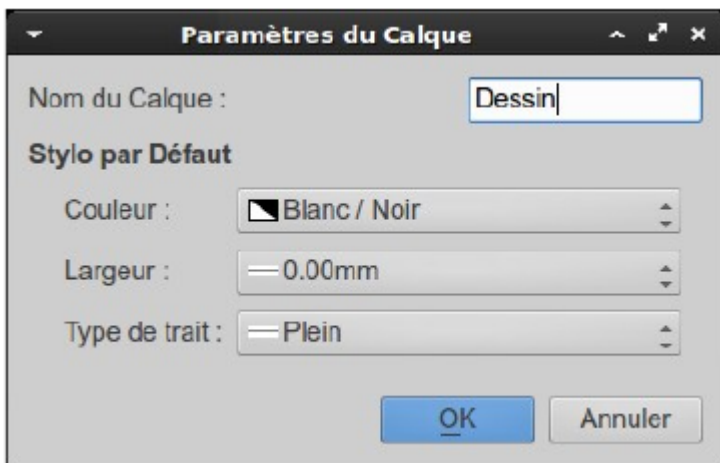 Paramètres du Calque
Nom du Calque : Dessin
Stylo par Défaut
Couleur : Blanc / Noir
Largeur : 0.00mm
Type de trait : Plein
OK Annuler